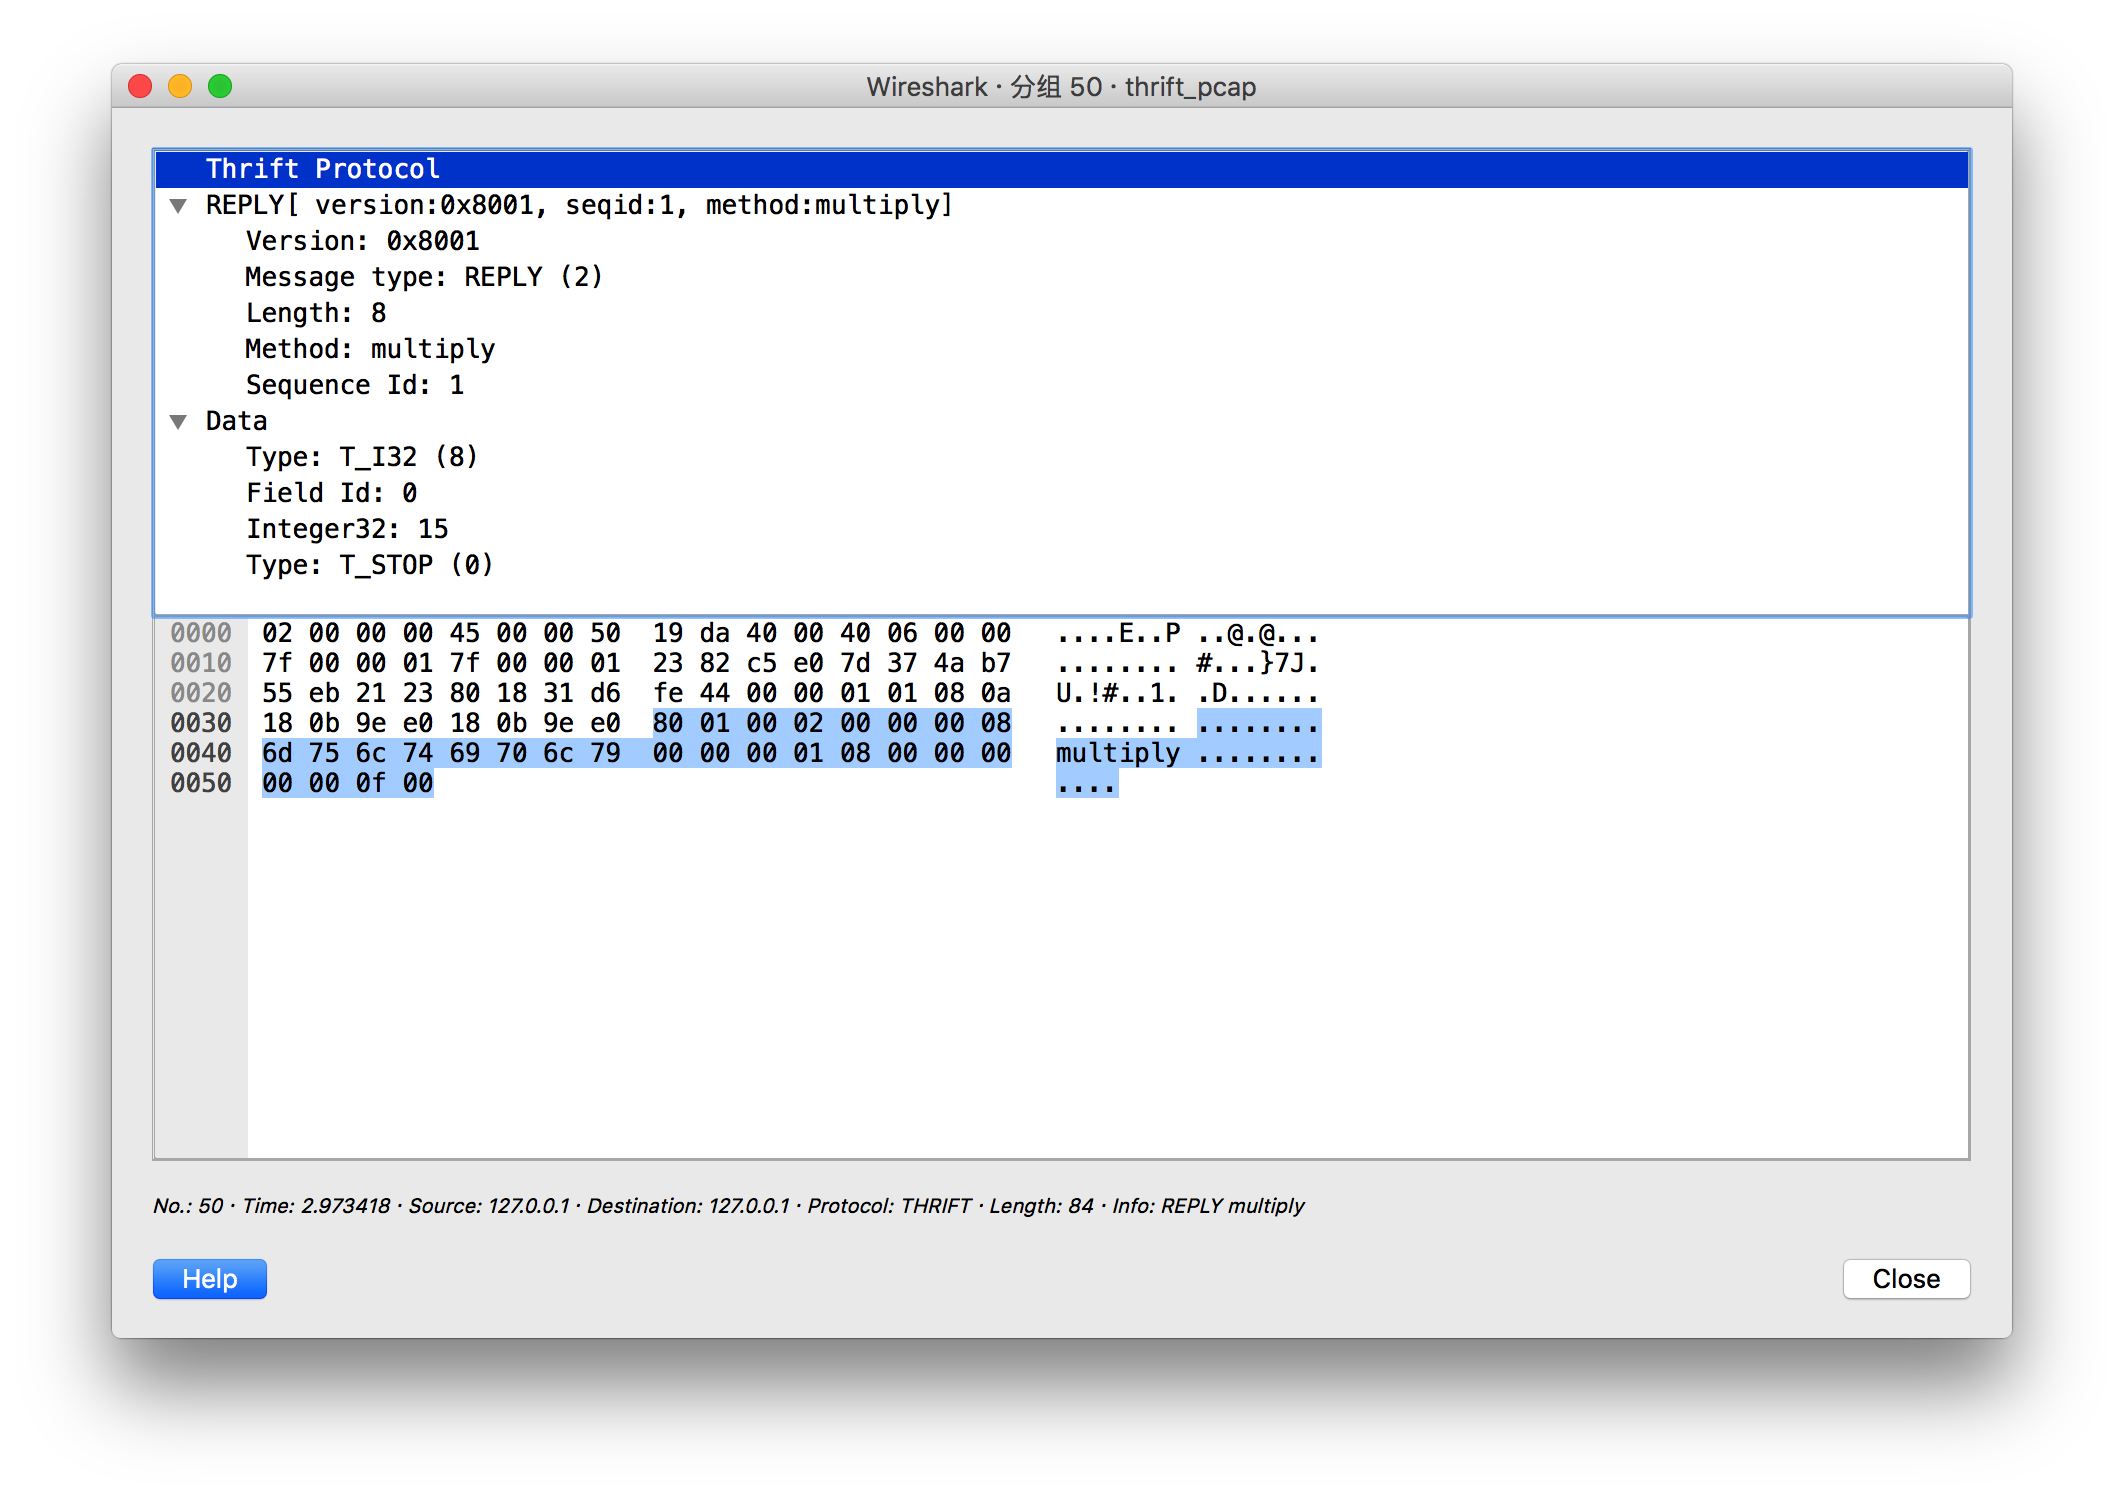 Wireshark · 分组 50 · thrift_pcap
Thrift Protocol
REPLY[ version:0x8001, seqid:1, method:multiply]
Version: 0x8001
Message type: REPLY (2)
Length: 8
Method: multiply
Sequence Id: 1
Data
Type: T_I32 (8)
Field Id: 0
Integer32: 15
Type: T_STOP (0)
0000 02 00 00 00 45 00 00 50 19 da 40 00 40 06 00 00 ....E..P ..@.@...
0010 7f 00 00 01 7f 00 00 01 23 82 c5 e0 7d 37 4a b7 ........ #...}7J.
0020 55 eb 21 23 80 18 31 d6 fe 44 00 00 01 01 08 0a U.!#..1. .D......
0030 18 0b 9e e0 18 0b 9e e0 80 01 00 02 00 00 00 08 ........ ........
0040 6d 75 6c 74 69 70 6c 79 00 00 00 01 08 00 00 00 multiply ........
0050 00 00 0f 00 ....
No.: 50 · Time: 2.973418 · Source: 127.0.0.1 · Destination: 127.0.0.1 · Protocol: THRIFT · Length: 84 · Info: REPLY multiply
Help
Close